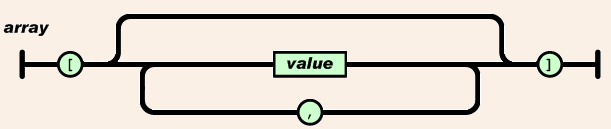 array
[ value ]
,